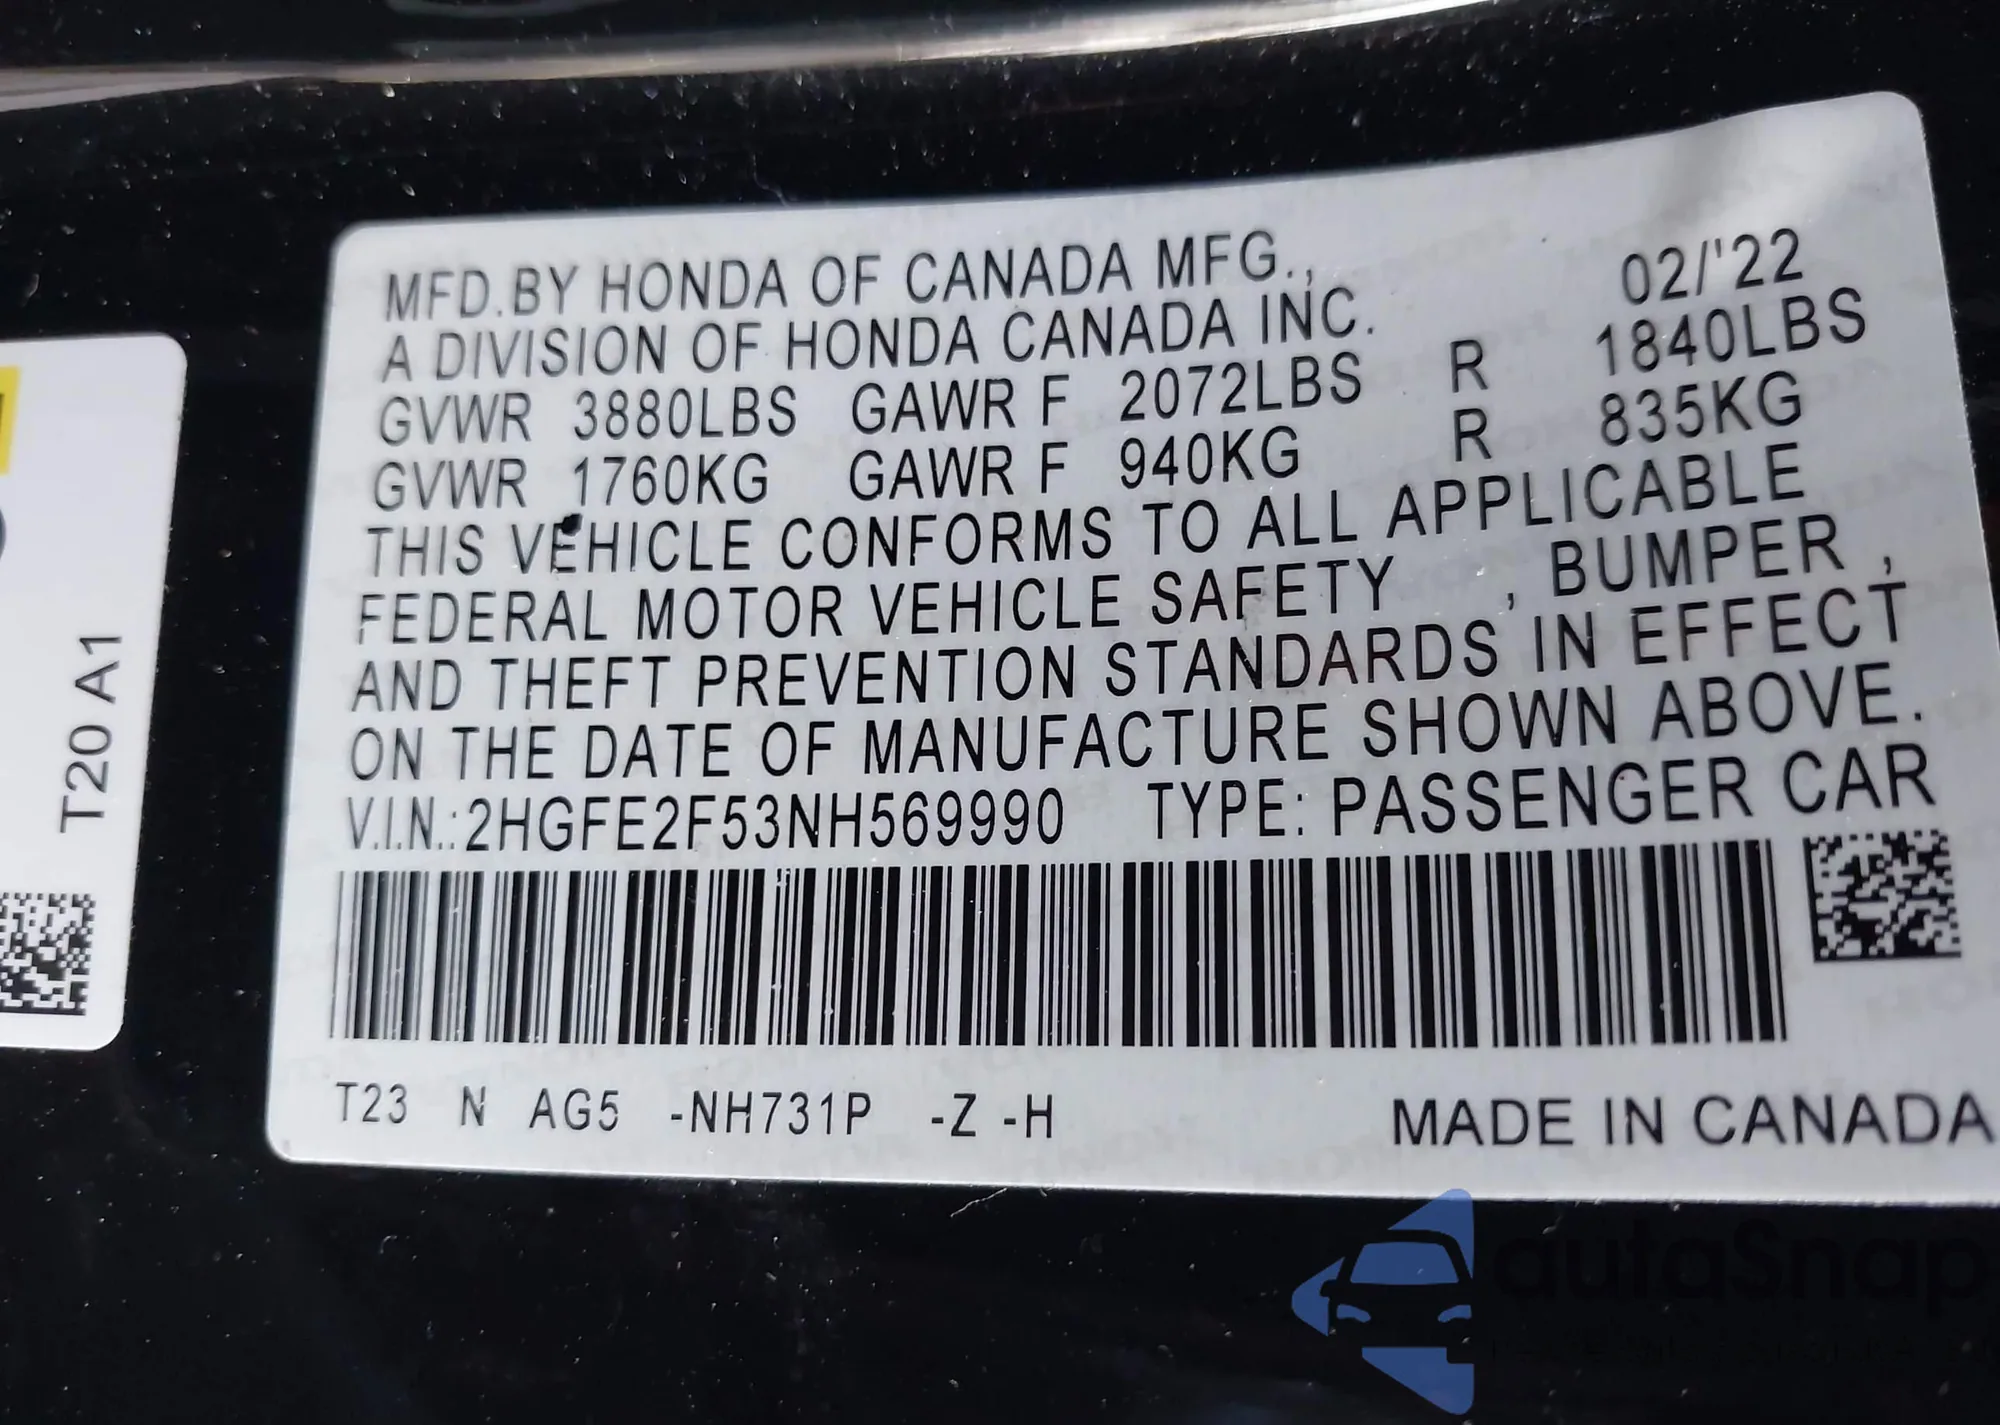 MFD.BY HONDA OF CANADA MFG., 02/'22
A DIVISION OF HONDA CANADA INC.
GVWR 3880LBS GAWR F 2072LBS R 1840LBS
GVWR 1760KG GAWR F 940KG R 835KG
THIS VEHICLE CONFORMS TO ALL APPLICABLE
FEDERAL MOTOR VEHICLE SAFETY , BUMPER ,
AND THEFT PREVENTION STANDARDS IN EFFECT
ON THE DATE OF MANUFACTURE SHOWN ABOVE.
V.I.N.:2HGFE2F53NH569990 TYPE: PASSENGER CAR
T23 N AG5 -NH731P -Z -H MADE IN CANADA
T20 A1
autaSnap